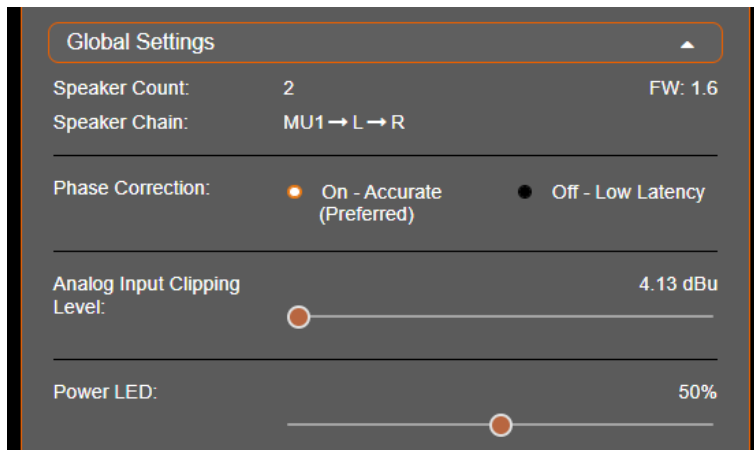 Global Settings
Speaker Count: 2 FW: 1.6
Speaker Chain: MU1→L→R
Phase Correction: On - Accurate Off - Low Latency
(Preferred)
Analog Input Clipping 4.13 dBu
Level:
Power LED: 50%